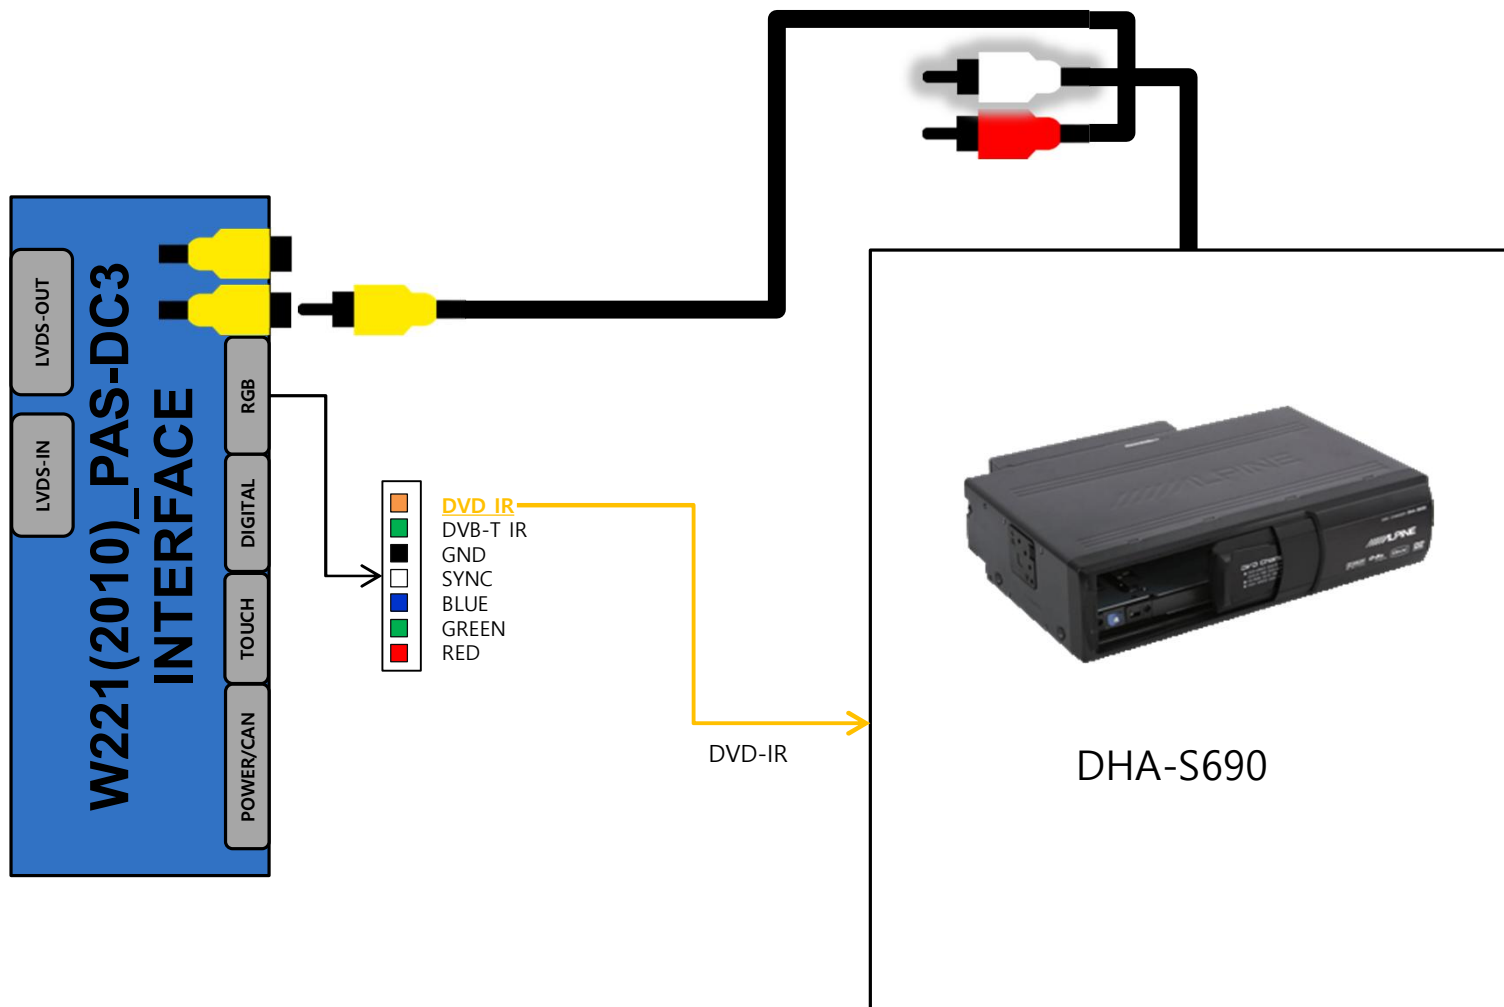 LVDS-OUT
LVDS-IN
W221(2010)_PAS-DC3
INTERFACE
RGB
DIGITAL
TOUCH
POWER/CAN
DVD IR
DVB-T IR
GND
SYNC
BLUE
GREEN
RED
DVD-IR
ALPINE
ALPINE
DHA-S690